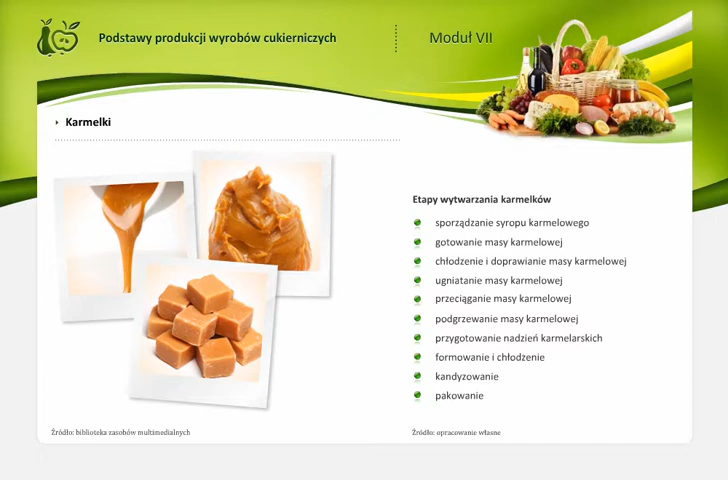 Podstawy produkcji wyrobów cukierniczych
Moduł VII
Karmelki
Etapy wytwarzania karmelków
sporządzanie syropu karmelowego
gotowanie masy karmelowej
chłodzenie i doprawianie masy karmelowej
ugniatanie masy karmelowej
przeciąganie masy karmelowej
podgrzewanie masy karmelowej
przygotowanie nadzień karmelarskich
formowanie i chłodzenie
kandyzowanie
pakowanie
Źródło: biblioteka zasobów multimedialnych
Źródło: opracowanie własne